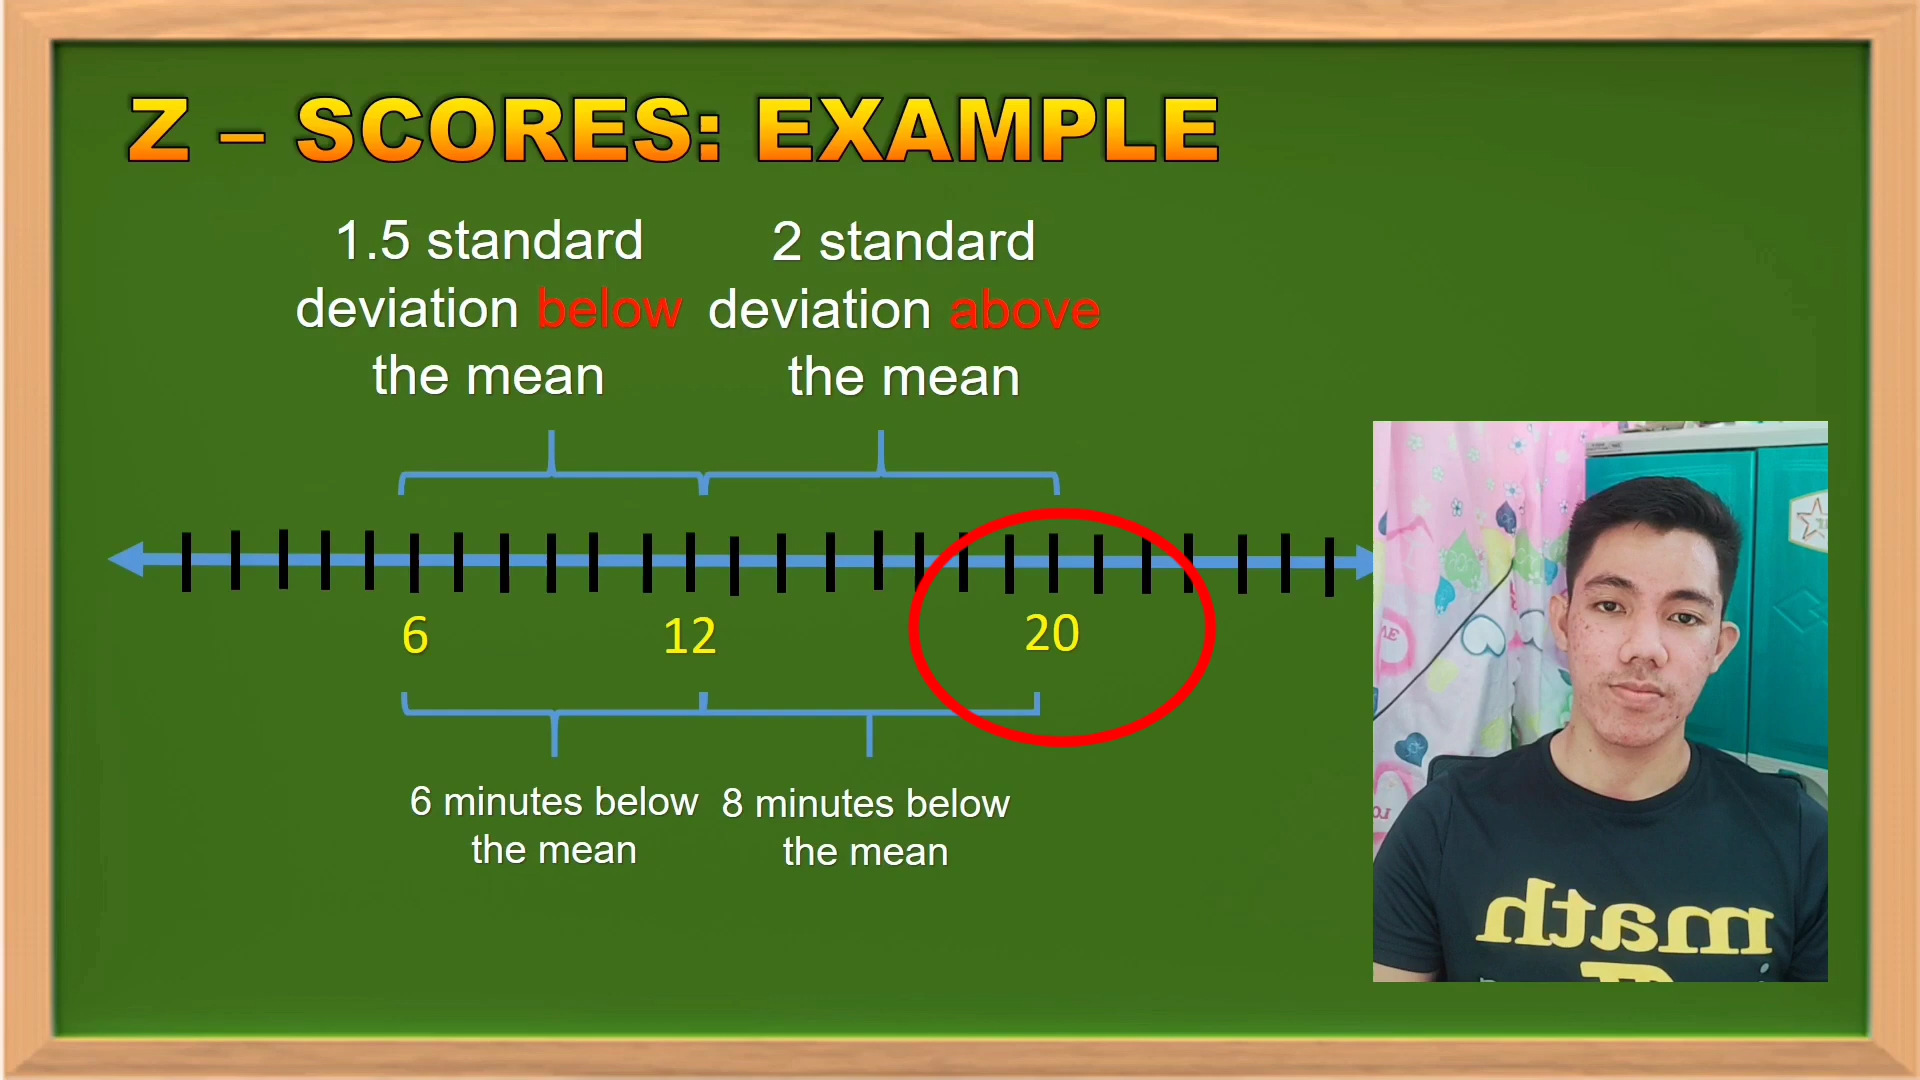 Z – SCORES: EXAMPLE
1.5 standard
deviation below
the mean
2 standard
deviation above
the mean
6 12 20
6 minutes below
the mean
8 minutes below
the mean
math